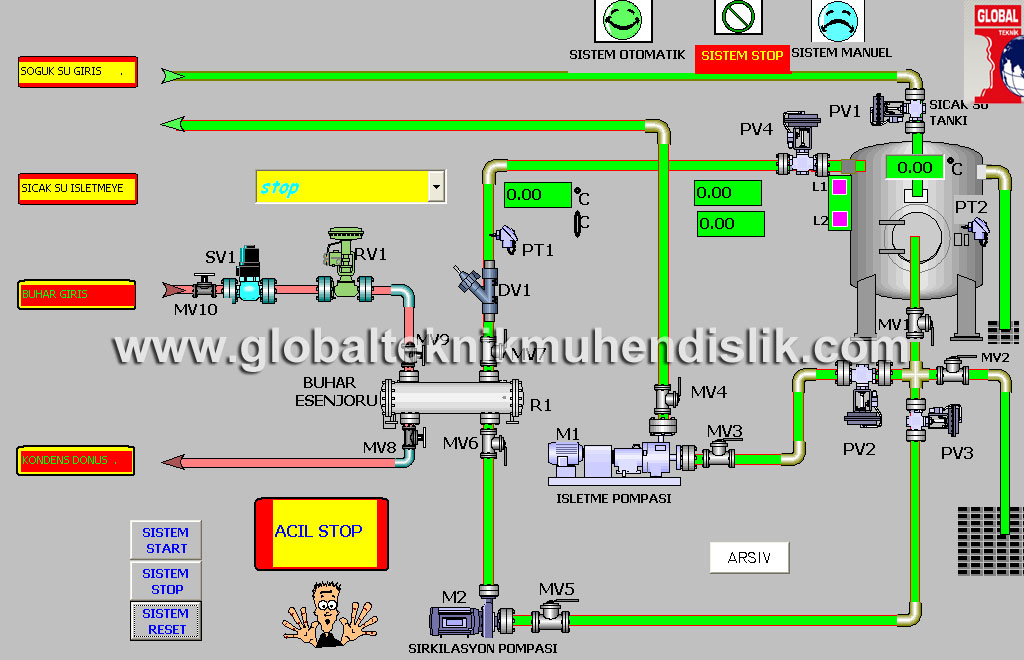 GLOBAL
TEKNİK
SISTEM OTOMATIK
SISTEM STOP
SISTEM MANUEL
SOGUK SU GIRIS .
PV1
SICAK SU
TANKI
PV4
0.00 °C
SICAK SU ISLETMEYE
stop
0.00 °C
C
0.00
0.00
L1
L2
PT2
PT1
SV1
RV1
BUHAR GIRIS
MV10
DV1
MV1
www.globalteknikmuhendislik.com
MV9
MV7
MV2
BUHAR
ESENJORU
R1
MV4
MV8
MV6
M1
MV3
PV2
PV3
KONDENS DONUS .
ISLETME POMPASI
ACIL STOP
SISTEM
START
SISTEM
STOP
SISTEM
RESET
ARSIV
M2
MV5
SIRKILASYON POMPASI